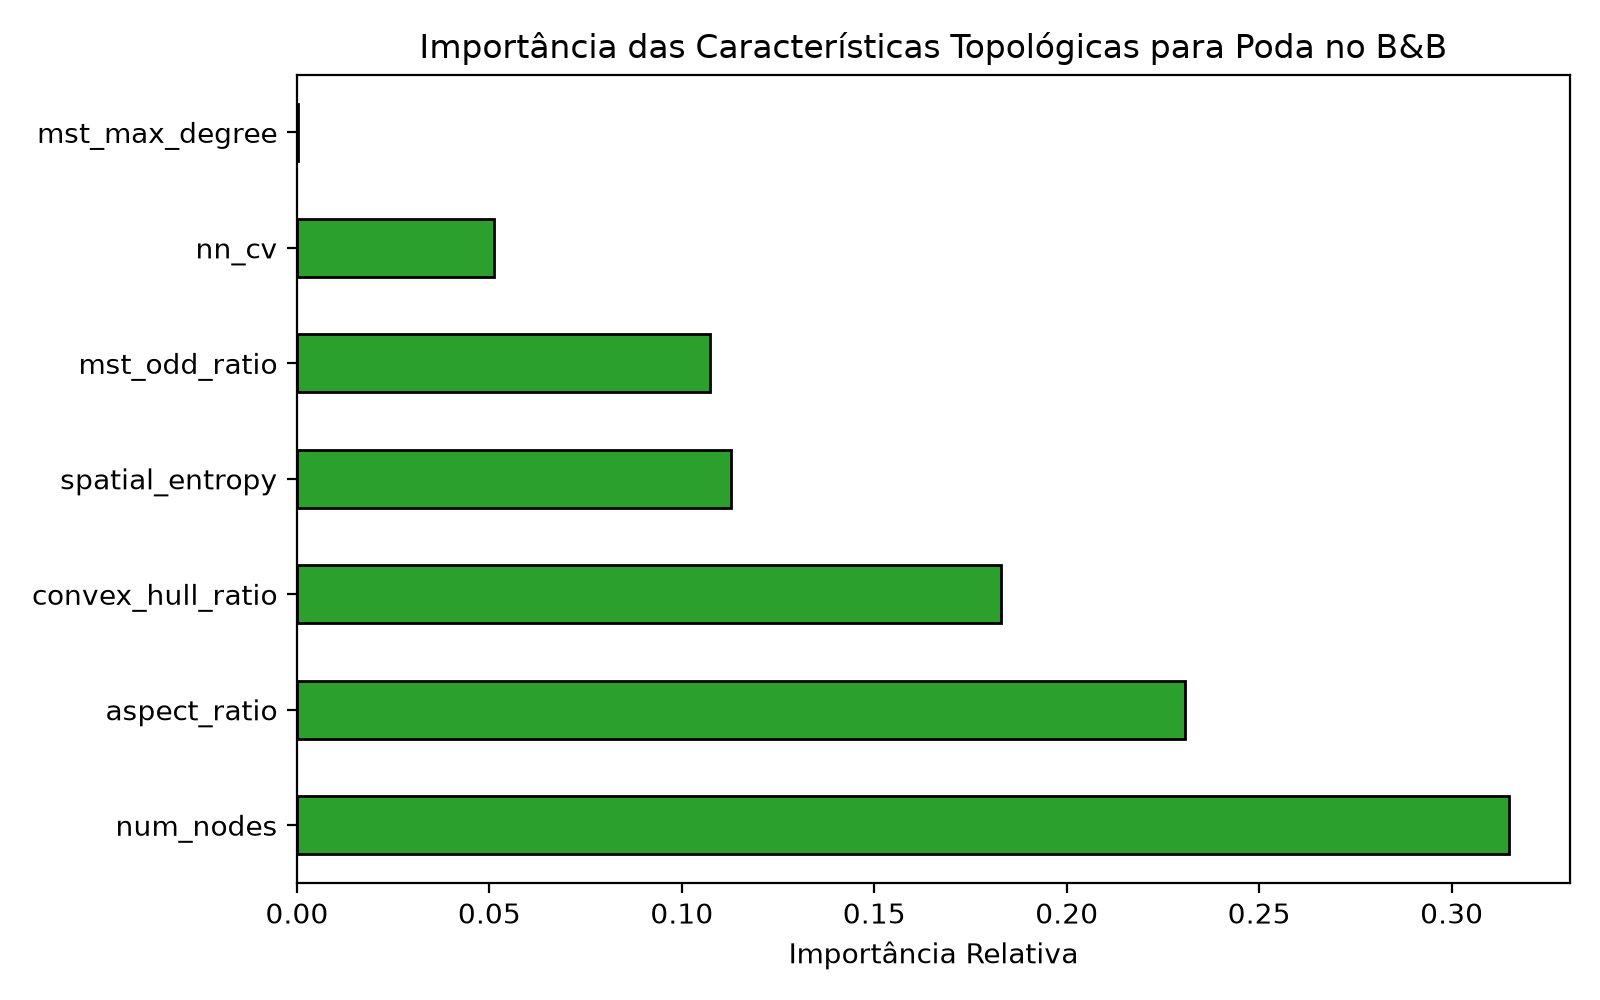 Importância das Características Topológicas para Poda no B&B
mst_max_degree
nn_cv
mst_odd_ratio
spatial_entropy
convex_hull_ratio
aspect_ratio
num_nodes
0.00 0.05 0.10 0.15 0.20 0.25 0.30
Importância Relativa